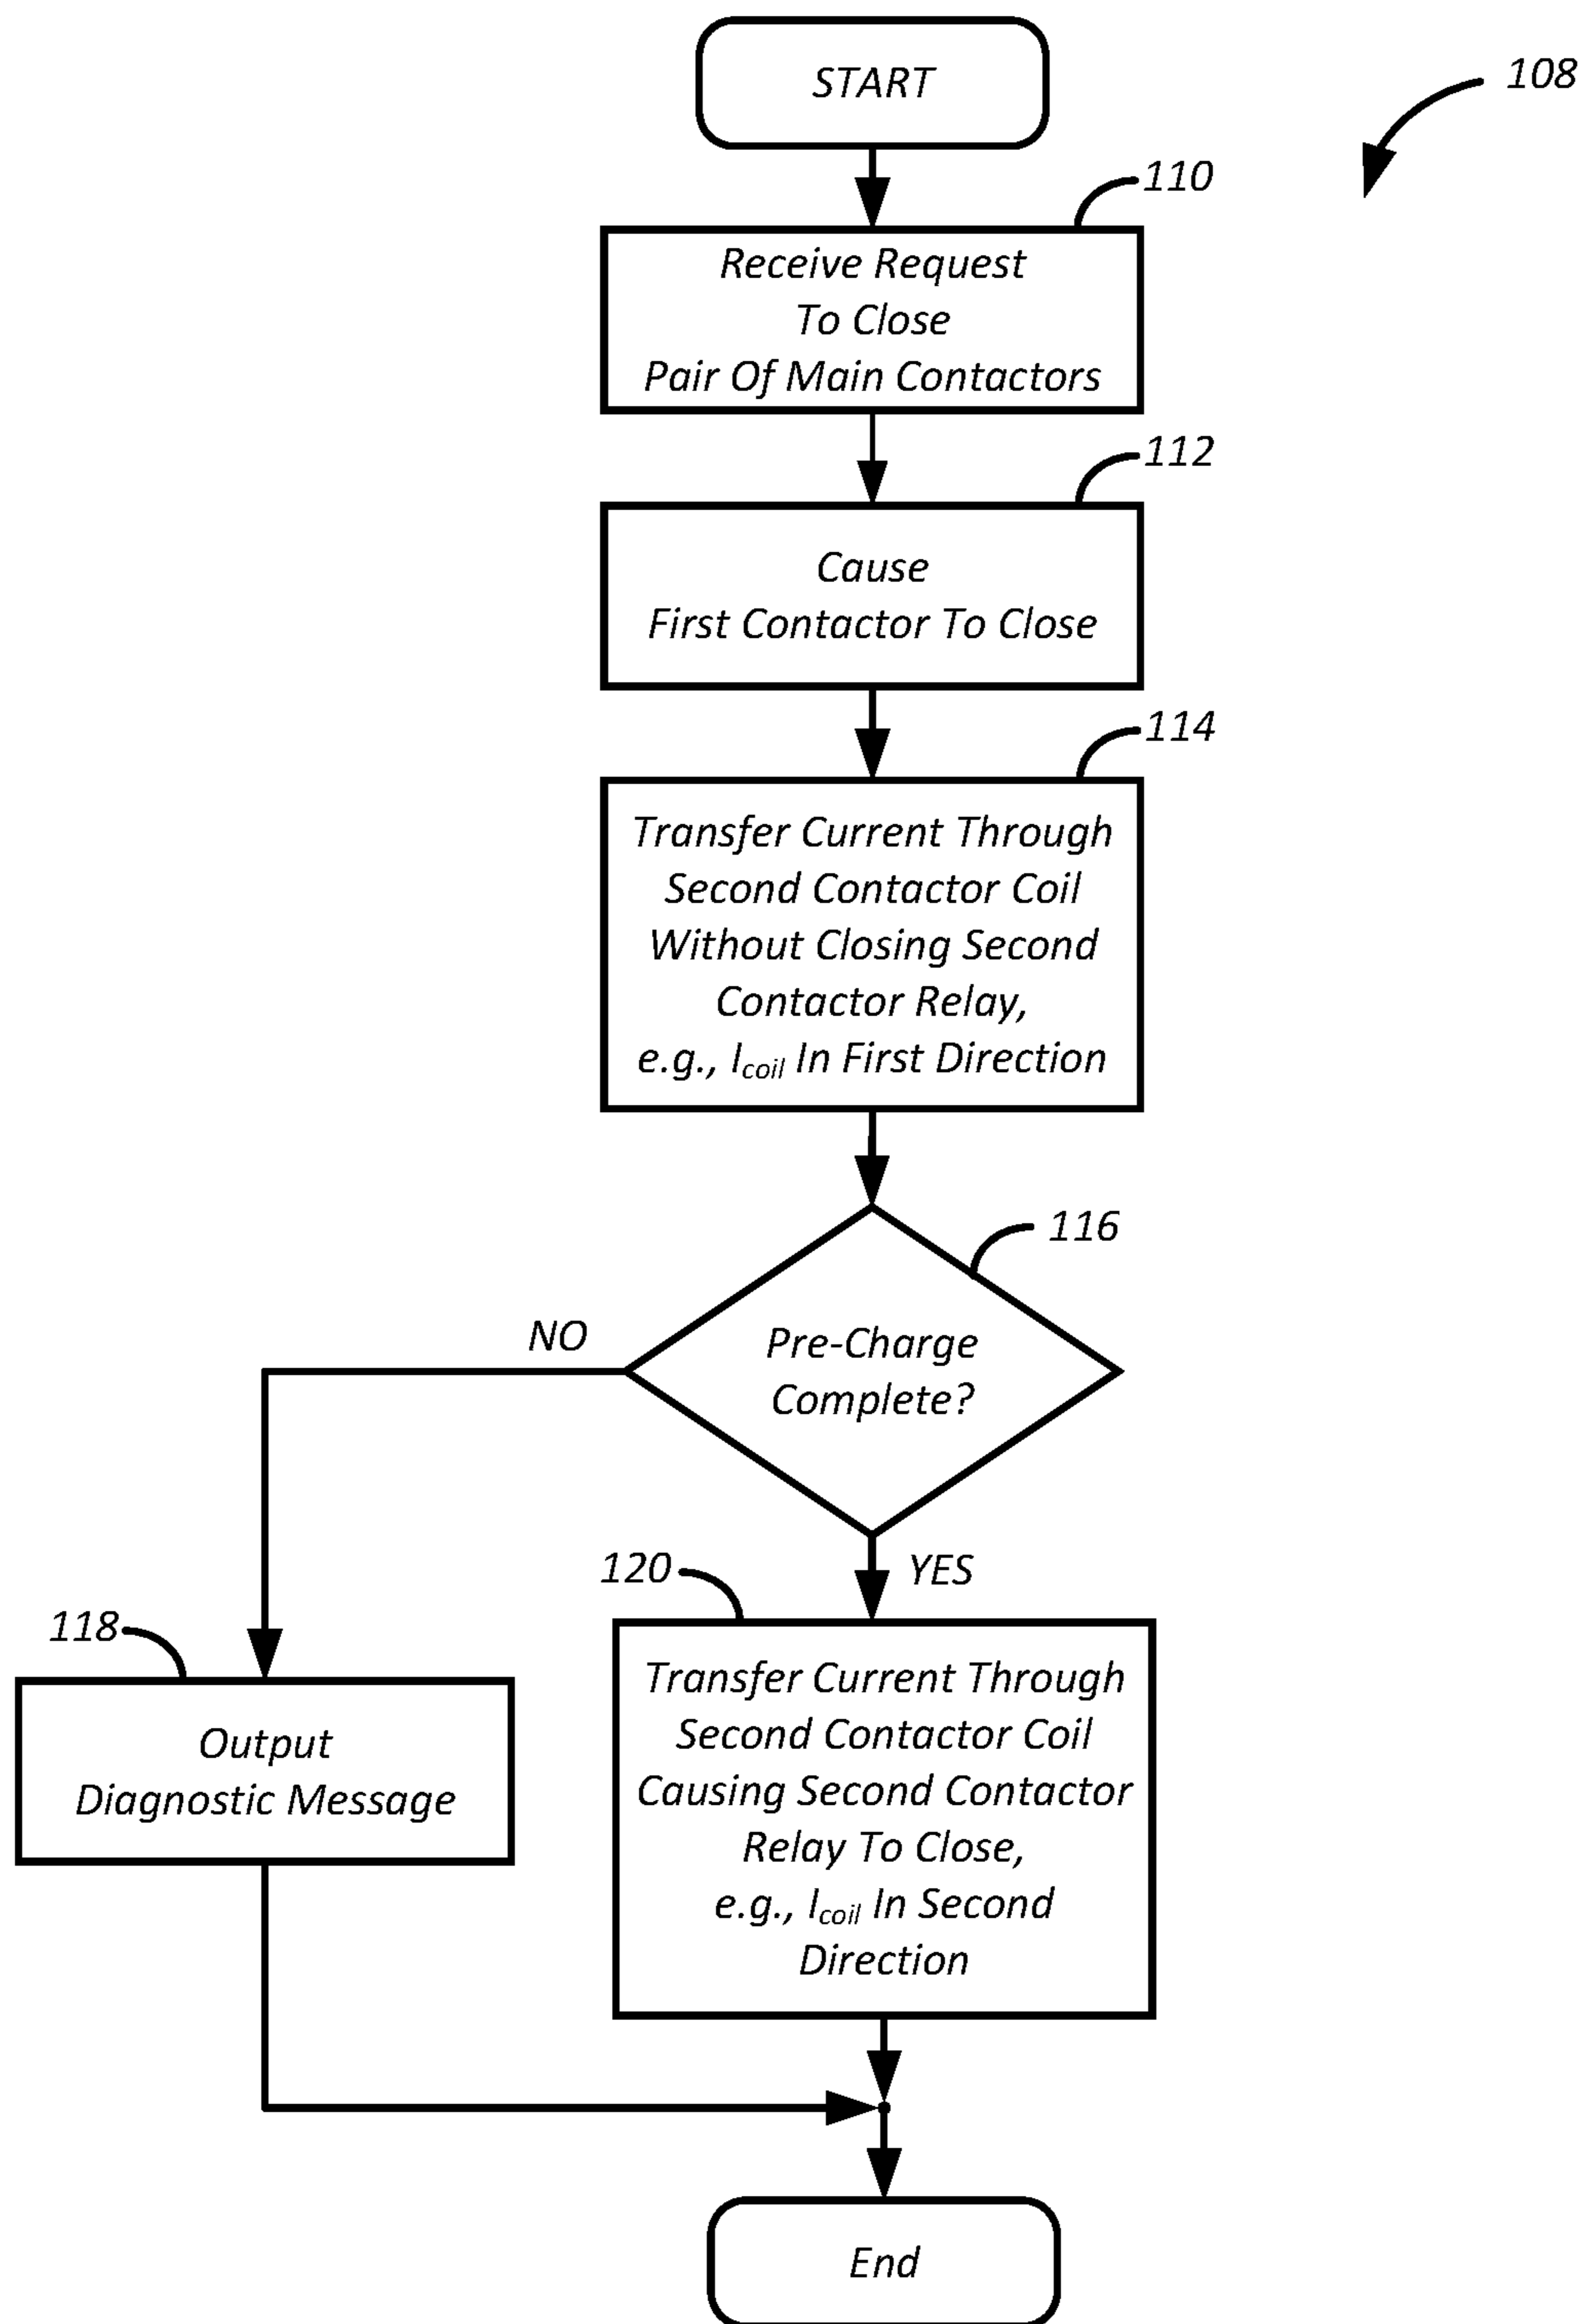 START
108
110
Receive Request
To Close
Pair Of Main Contactors
112
Cause
First Contactor To Close
114
Transfer Current Through
Second Contactor Coil
Without Closing Second
Contactor Relay,
e.g., Icoil In First Direction
116
Pre-Charge
Complete?
NO
YES
118
Output
Diagnostic Message
120
Transfer Current Through
Second Contactor Coil
Causing Second Contactor
Relay To Close,
e.g., Icoil In Second
Direction
End